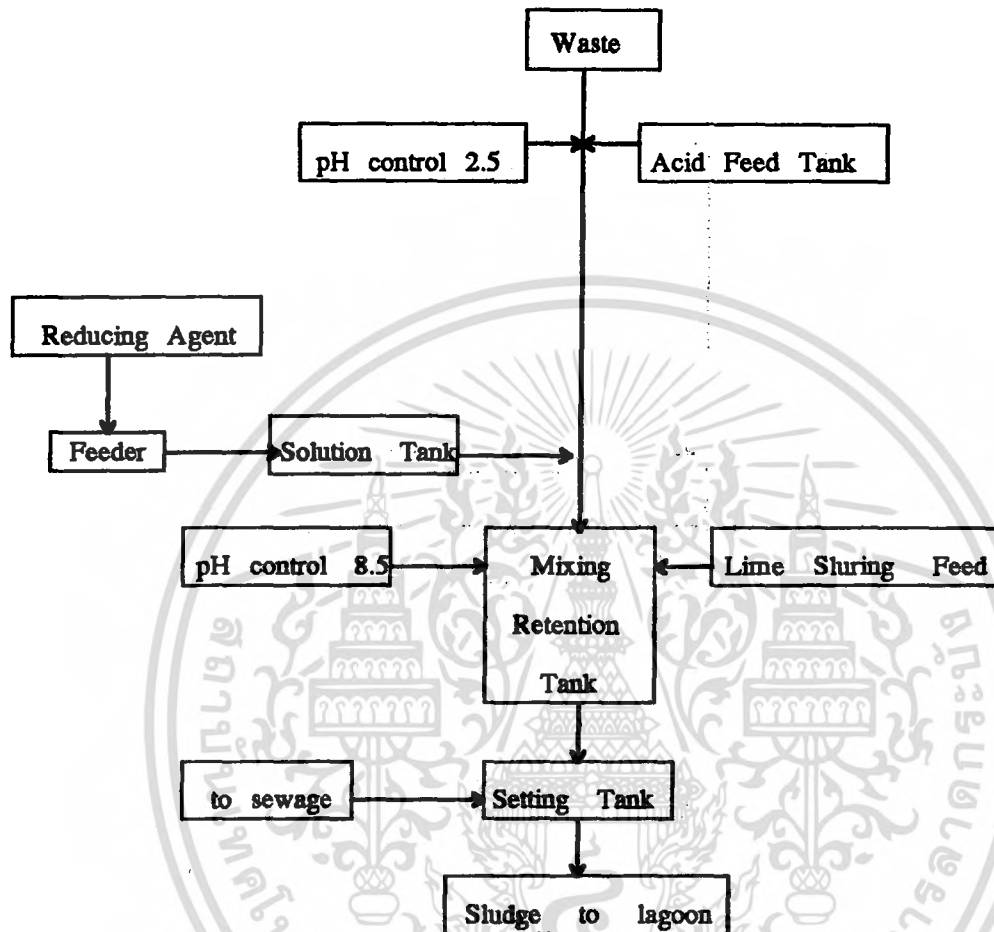 Waste
pH control 2.5
Acid Feed Tank
Reducing Agent
Feeder
Solution Tank
pH control 8.5
Mixing
Retention
Tank
Lime Sluring Feed
to sewage
Setting Tank
Sludge to lagoon